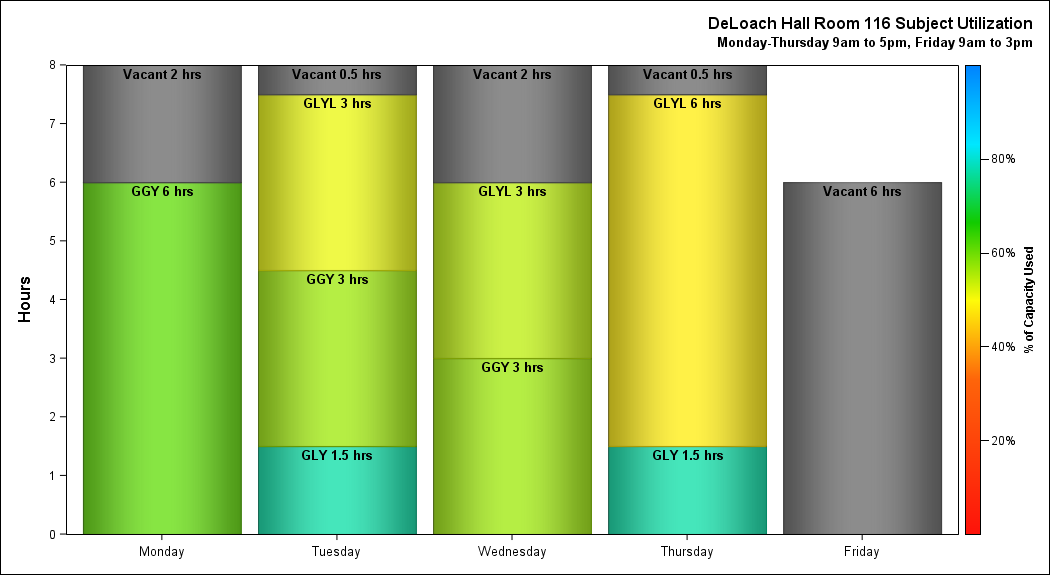 DeLoach Hall Room 116 Subject Utilization
Monday-Thursday 9am to 5pm, Friday 9am to 3pm
Hours
8
7
6
5
4
3
2
1
0
Vacant 2 hrs
GGY 6 hrs
Vacant 0.5 hrs
GLYL 3 hrs
GGY 3 hrs
GLY 1.5 hrs
Vacant 2 hrs
GLYL 3 hrs
GGY 3 hrs
Vacant 0.5 hrs
GLYL 6 hrs
GLY 1.5 hrs
Vacant 6 hrs
Monday
Tuesday
Wednesday
Thursday
Friday
80%
60%
40%
20%
% of Capacity Used